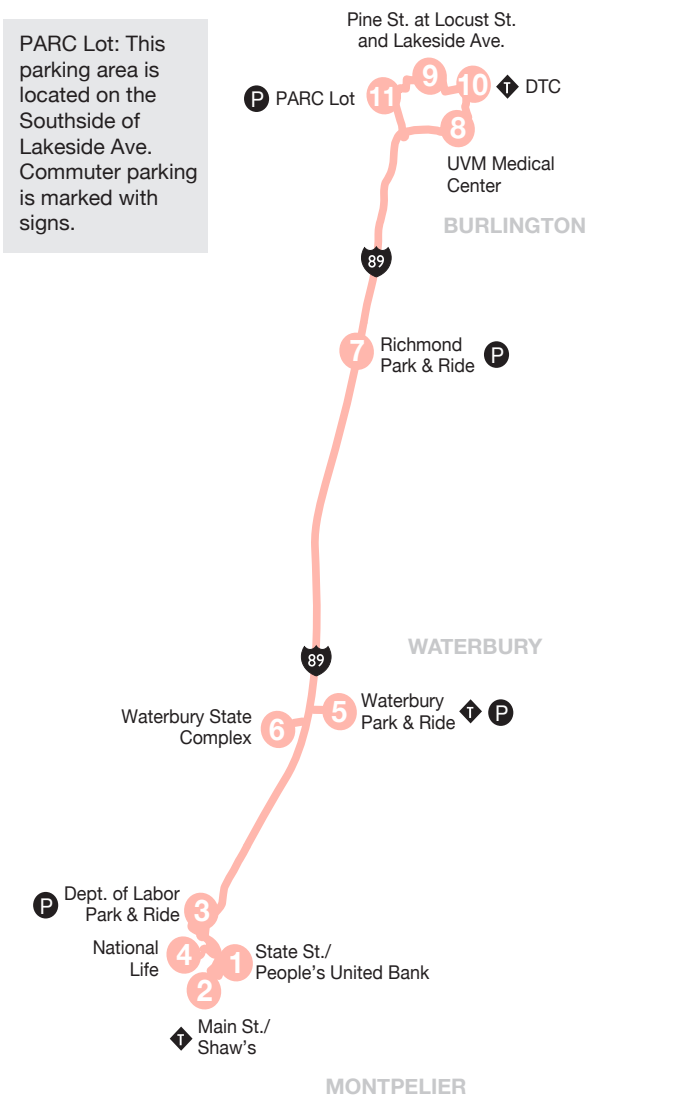 PARC Lot: This
parking area is
located on the
Southside of
Lakeside Ave.
Commuter parking
is marked with
signs.
Pine St. at Locust St.
and Lakeside Ave.
9
10
T DTC
P PARC Lot
11
8
UVM Medical
Center
BURLINGTON
89
7
Richmond
Park & Ride P
89
WATERBURY
Waterbury State
Complex
6
5
Waterbury
Park & Ride T P
P Dept. of Labor
Park & Ride
3
National
Life
4
1
State St./
People's United Bank
2
T Main St./
Shaw's
MONTPELIER